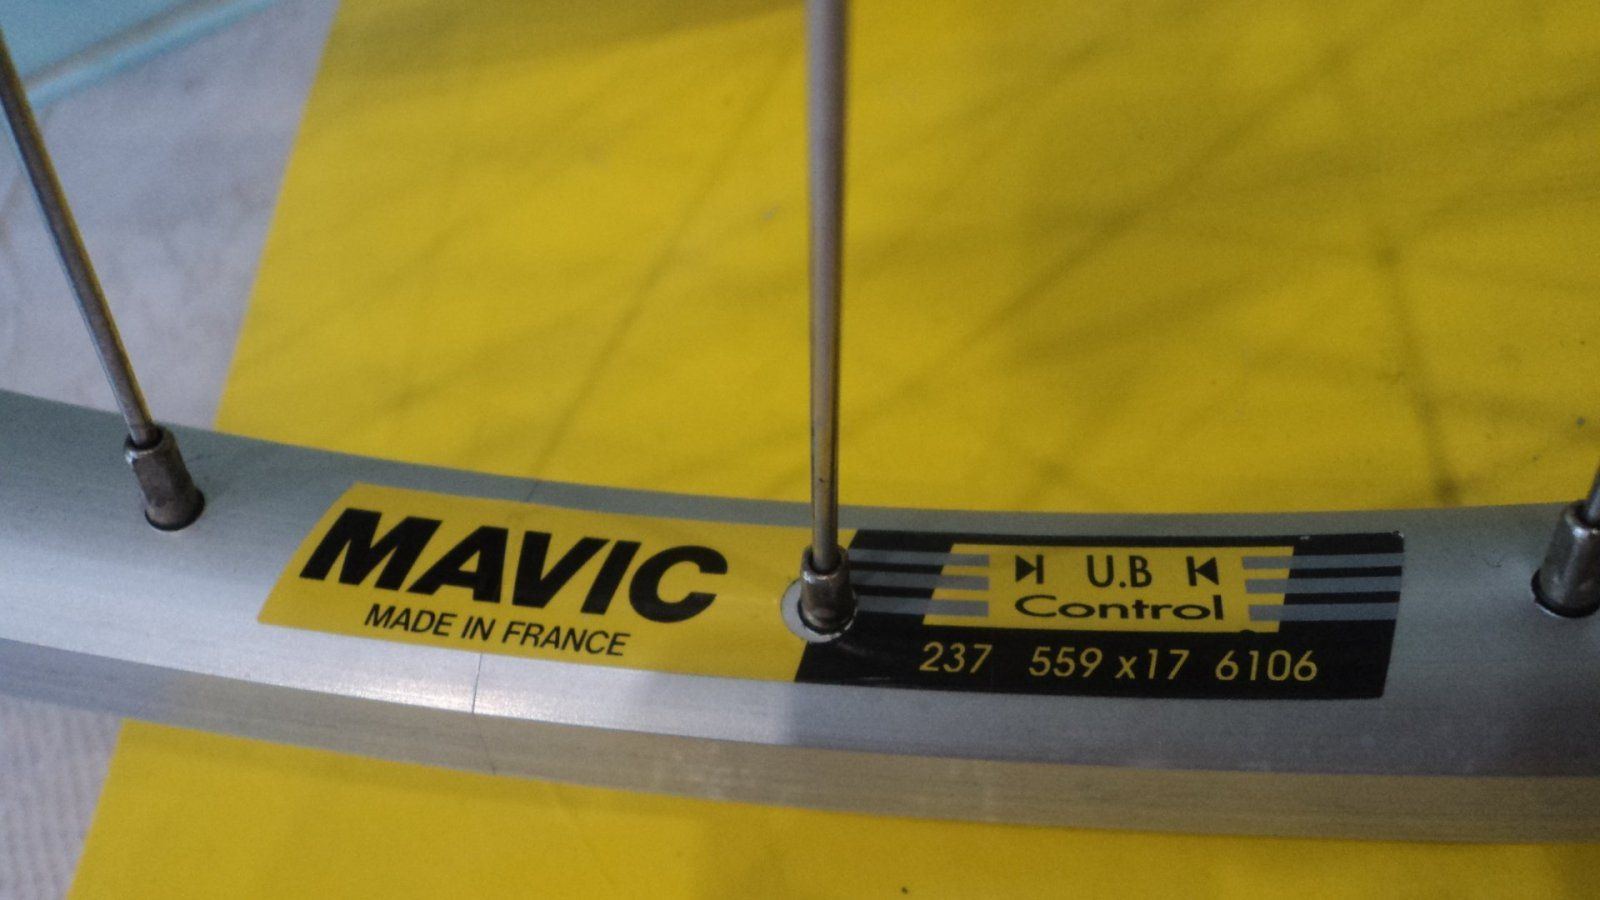 MAVIC
MADE IN FRANCE
U.B
Control
237 559 x17 6106